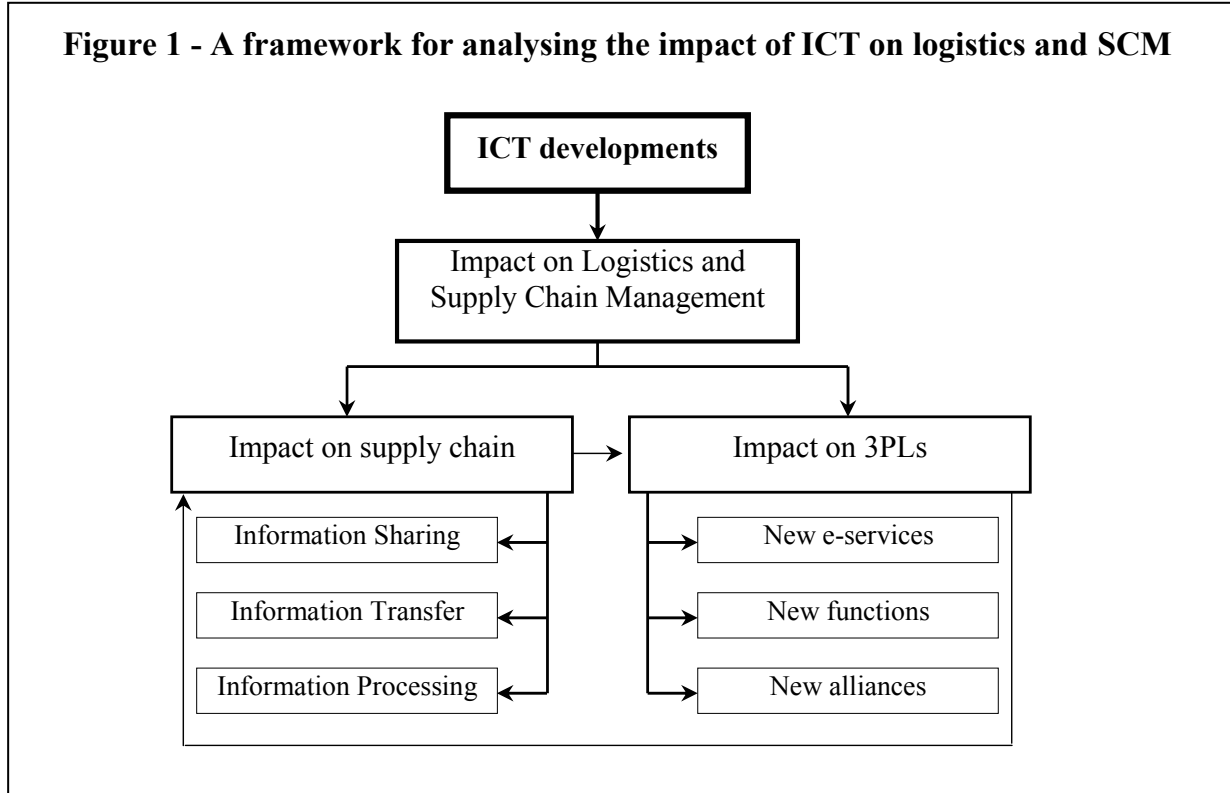 Figure 1 - A framework for analysing the impact of ICT on logistics and SCM
ICT developments
Impact on Logistics and
Supply Chain Management
Impact on supply chain
Impact on 3PLs
Information Sharing
New e-services
Information Transfer
New functions
Information Processing
New alliances